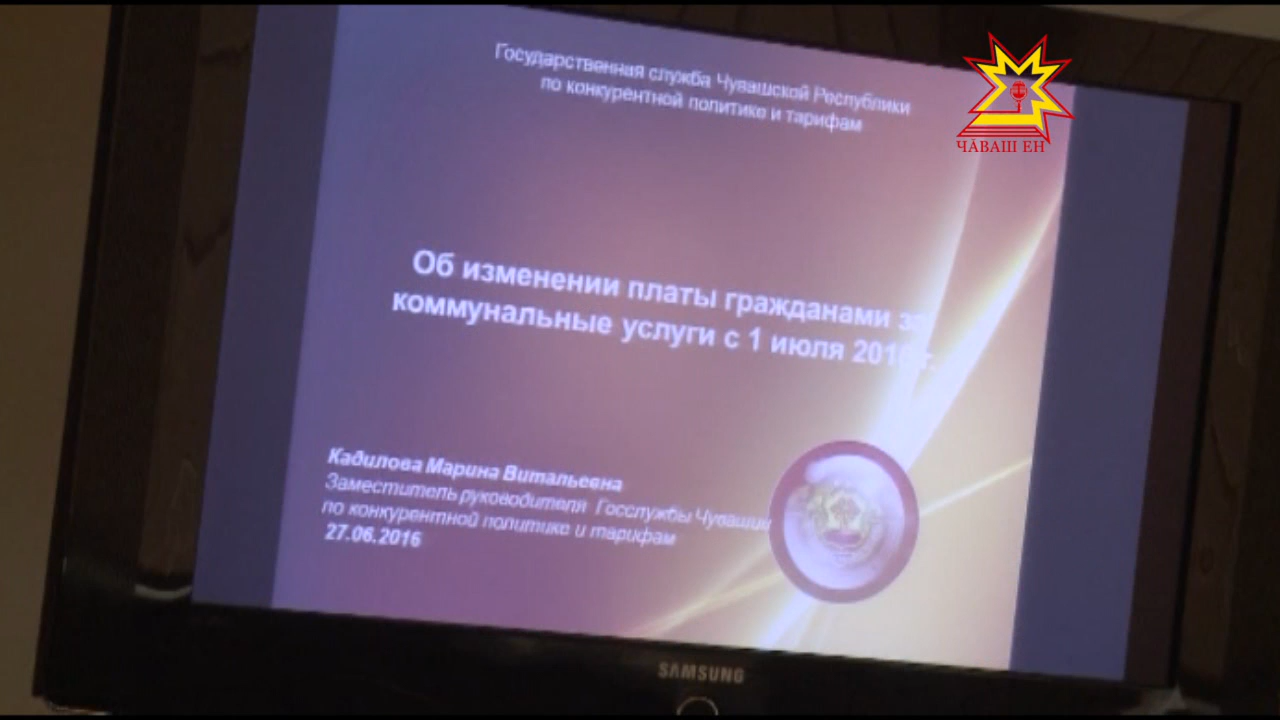 Государственная служба Чувашской Республики
по конкурентной политике и тарифам
ЧӐВАШ ЕН
Об изменении платы гражданами за
коммунальные услуги с 1 июля 2016 г.
Кадилова Марина Витальевна
Заместитель руководителя Госслужбы Чувашии
по конкурентной политике и тарифам
27.06.2016
SAMSUNG